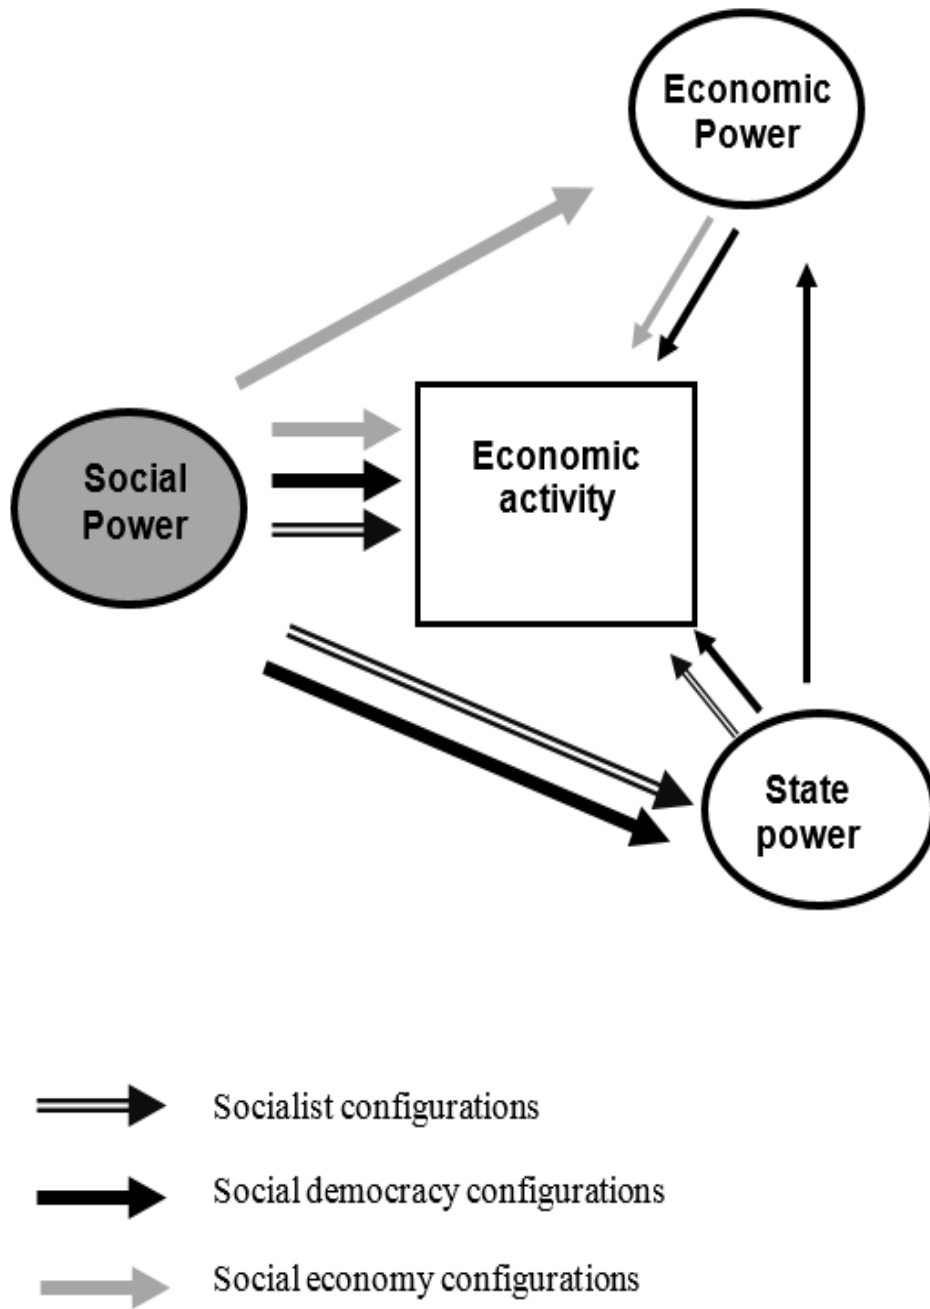 Economic
Power
Social
Power
Economic
activity
State
power
Socialist configurations
Social democracy configurations
Social economy configurations